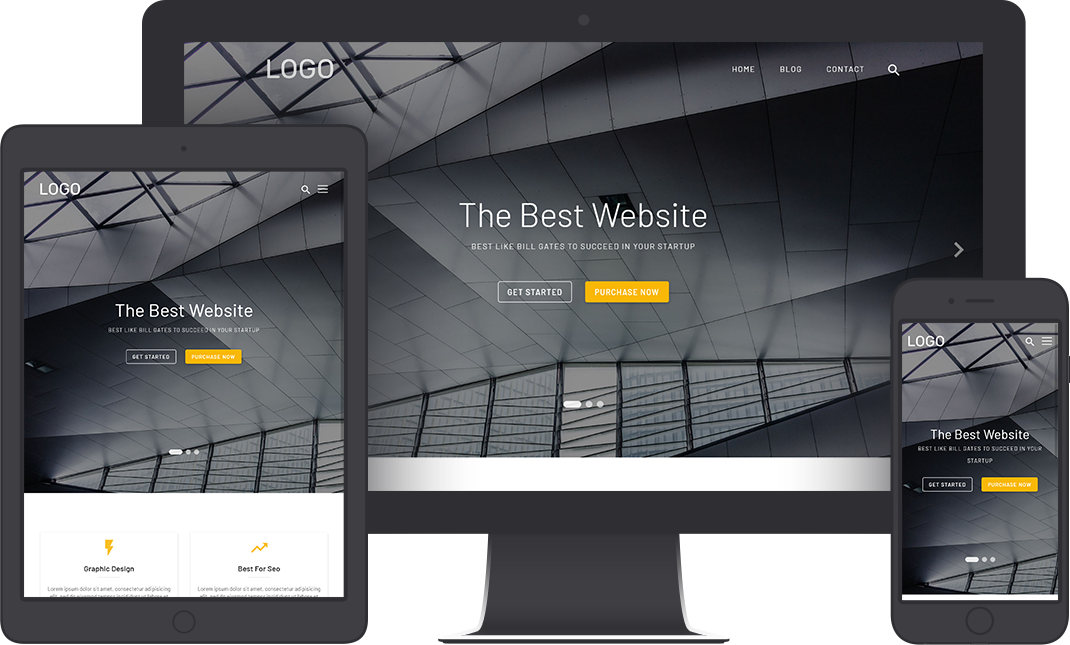 LOGO
HOME BLOG CONTACT
The Best Website
BEST LIKE BILL GATES TO SUCCEED IN YOUR STARTUP
GET STARTED PURCHASE NOW
LOGO
The Best Website
BEST LIKE BILL GATES TO SUCCEED IN YOUR STARTUP
GET STARTED PURCHASE NOW
Graphic Design
Lorem ipsum dolor sit amet, consectetur adipisicing
Best For Seo
Lorem ipsum dolor sit amet, consectetur adipisicing
LOGO
The Best Website
BEST LIKE BILL GATES TO SUCCEED IN YOUR
STARTUP
GET STARTED PURCHASE NOW